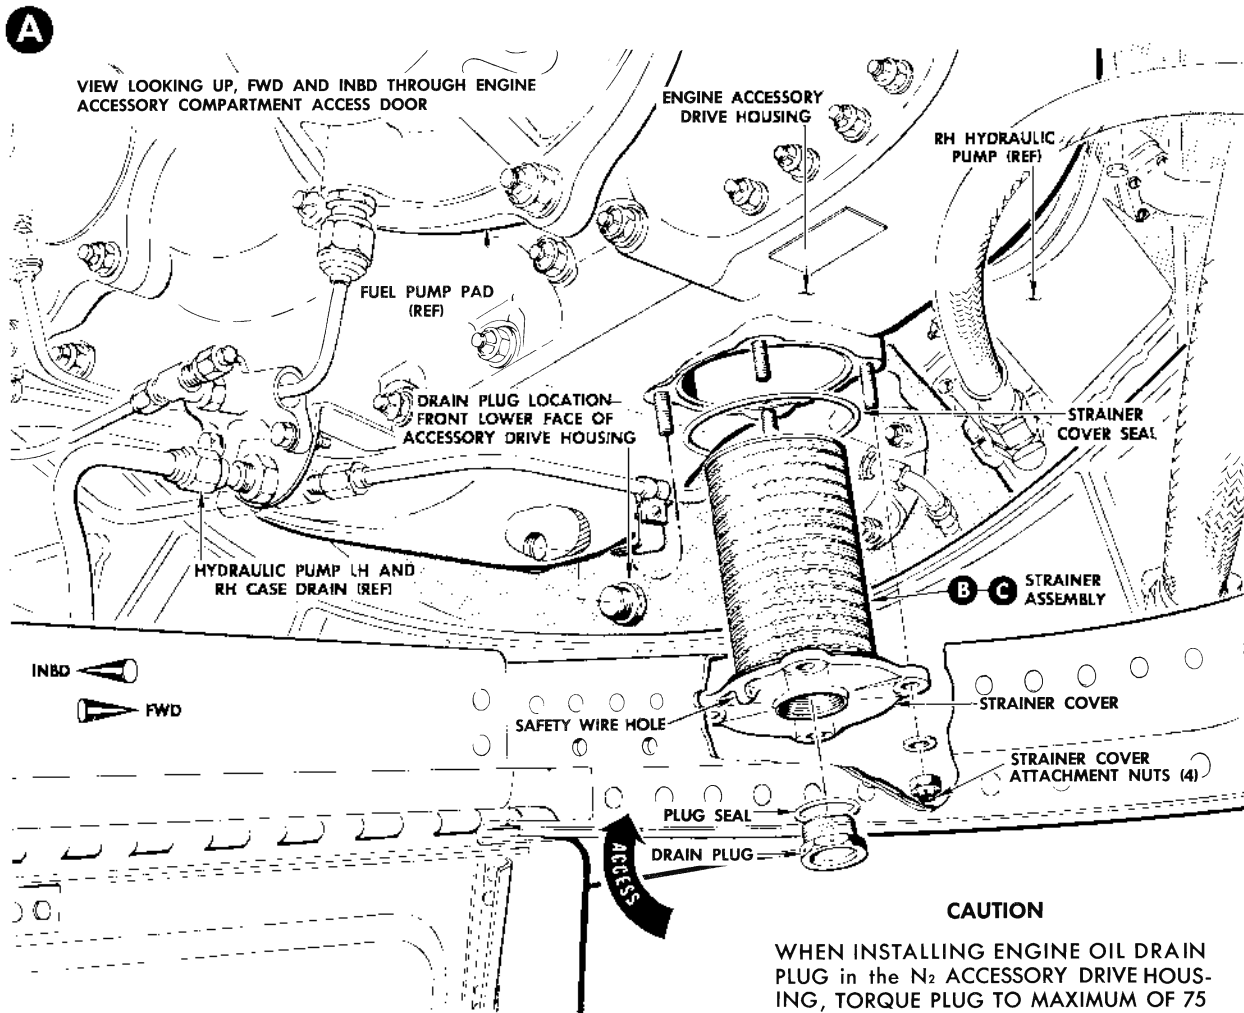 A
VIEW LOOKING UP, FWD AND INBD THROUGH ENGINE
ACCESSORY COMPARTMENT ACCESS DOOR
ENGINE ACCESSORY
DRIVE HOUSING
RH HYDRAULIC
PUMP (REF)
FUEL PUMP PAD
(REF)
DRAIN PLUG LOCATION
FRONT LOWER FACE OF
ACCESSORY DRIVE HOUSING
STRAINER
COVER SEAL
HYDRAULIC PUMP LH AND
RH CASE DRAIN (REF)
B C STRAINER
ASSEMBLY
INBD
FWD
SAFETY WIRE HOLE
STRAINER COVER
STRAINER COVER
ATTACHMENT NUTS (4)
PLUG SEAL
DRAIN PLUG
ACCESS
CAUTION
WHEN INSTALLING ENGINE OIL DRAIN
PLUG in the N2 ACCESSORY DRIVE HOUS-
ING, TORQUE PLUG TO MAXIMUM OF 75